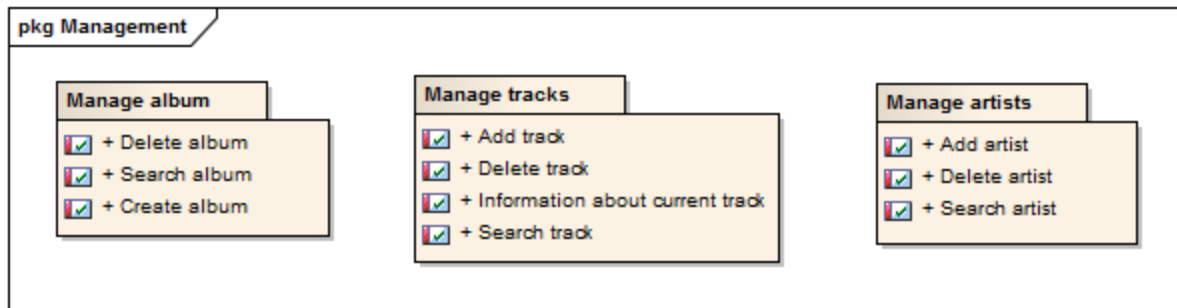 pkg Management
Manage album
+ Delete album
+ Search album
+ Create album
Manage tracks
+ Add track
+ Delete track
+ Information about current track
+ Search track
Manage artists
+ Add artist
+ Delete artist
+ Search artist